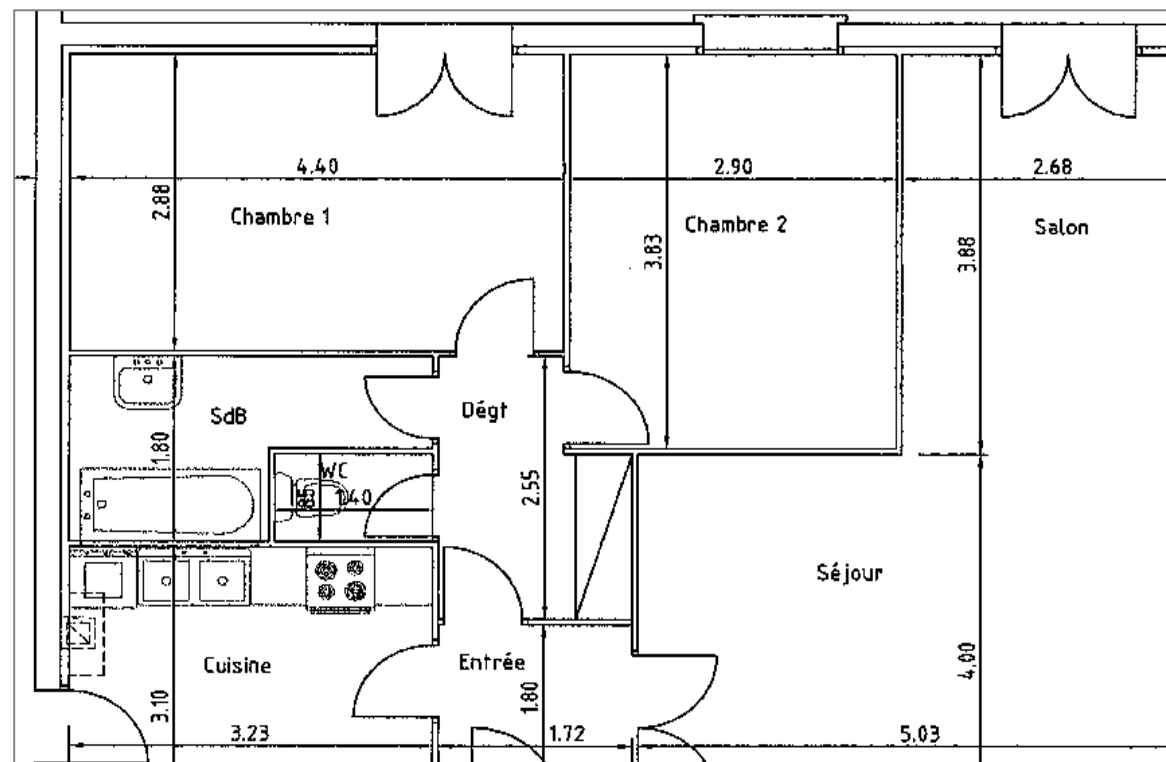 4.40
2.90
2.68
2.88
Chambre 1
Chambre 2
Salon
3.83
3.88
SdB
Dégt
1.80
WC
.85
1.40
2.55
Séjour
Cuisine
Entrée
3.10
1.80
4.00
3.23
1.72
5.03